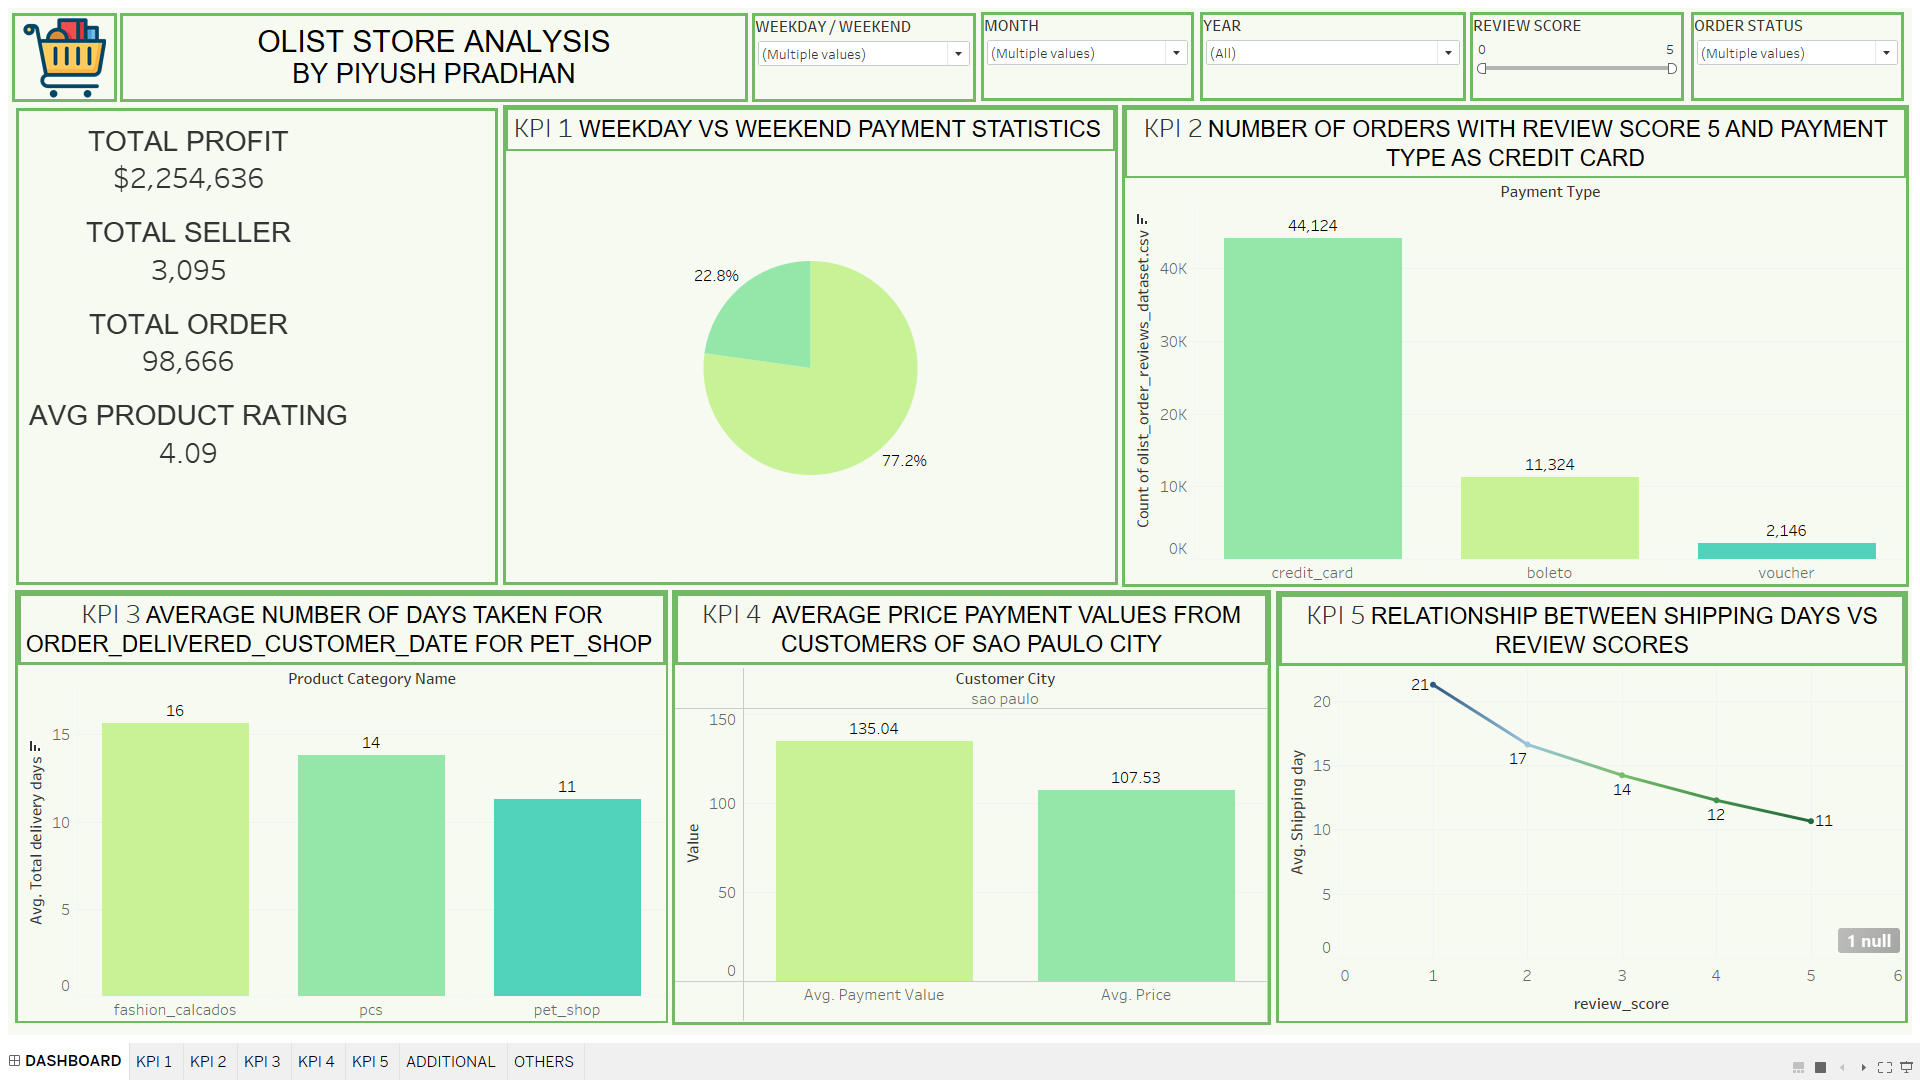 OLIST STORE ANALYSIS
BY PIYUSH PRADHAN
WEEKDAY / WEEKEND
(Multiple values)
MONTH
(Multiple values)
YEAR
(All)
REVIEW SCORE
0 5
ORDER STATUS
(Multiple values)
TOTAL PROFIT
$2,254,636
TOTAL SELLER
3,095
TOTAL ORDER
98,666
AVG PRODUCT RATING
4.09
KPI 1 WEEKDAY VS WEEKEND PAYMENT STATISTICS
22.8%
77.2%
KPI 2 NUMBER OF ORDERS WITH REVIEW SCORE 5 AND PAYMENT
TYPE AS CREDIT CARD
Payment Type
Count of olist_order_reviews_dataset.csv
40K
30K
20K
10K
0K
44,124
11,324
2,146
credit_card
boleto
voucher
KPI 3 AVERAGE NUMBER OF DAYS TAKEN FOR
ORDER_DELIVERED_CUSTOMER_DATE FOR PET_SHOP
Product Category Name
Avg. Total delivery days
15
10
5
0
16
14
11
fashion_calcados
pcs
pet_shop
KPI 4 AVERAGE PRICE PAYMENT VALUES FROM
CUSTOMERS OF SAO PAULO CITY
Customer City
sao paulo
Value
150
100
50
0
135.04
107.53
Avg. Payment Value
Avg. Price
KPI 5 RELATIONSHIP BETWEEN SHIPPING DAYS VS
REVIEW SCORES
Avg. Shipping day
20
15
10
5
0
21
17
14
12
11
1 null
0 1 2 3 4 5 6
review_score
DASHBOARD KPI 1 KPI 2 KPI 3 KPI 4 KPI 5 ADDITIONAL OTHERS